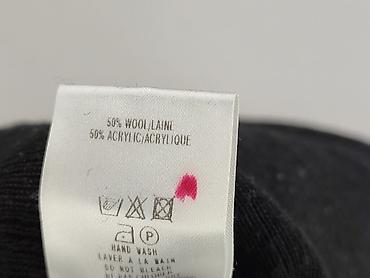 50% WOOL/LAINE
50% ACRYLIC/ACRYLIQUE
P
HAND WASH
LAVER A LA MAIN
DO NOT BLEACH